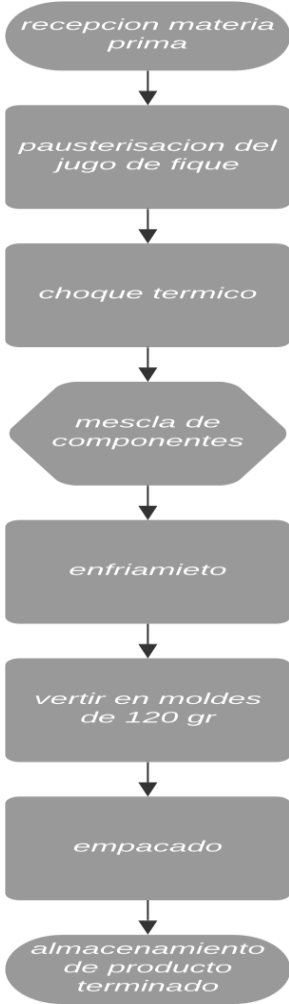 recepcion materia
prima
pausterisacion del
jugo de fique
choque termico
mescla de
componentes
enfriamieto
vertir en moldes
de 120 gr
empacado
almacenamiento
de producto
terminado